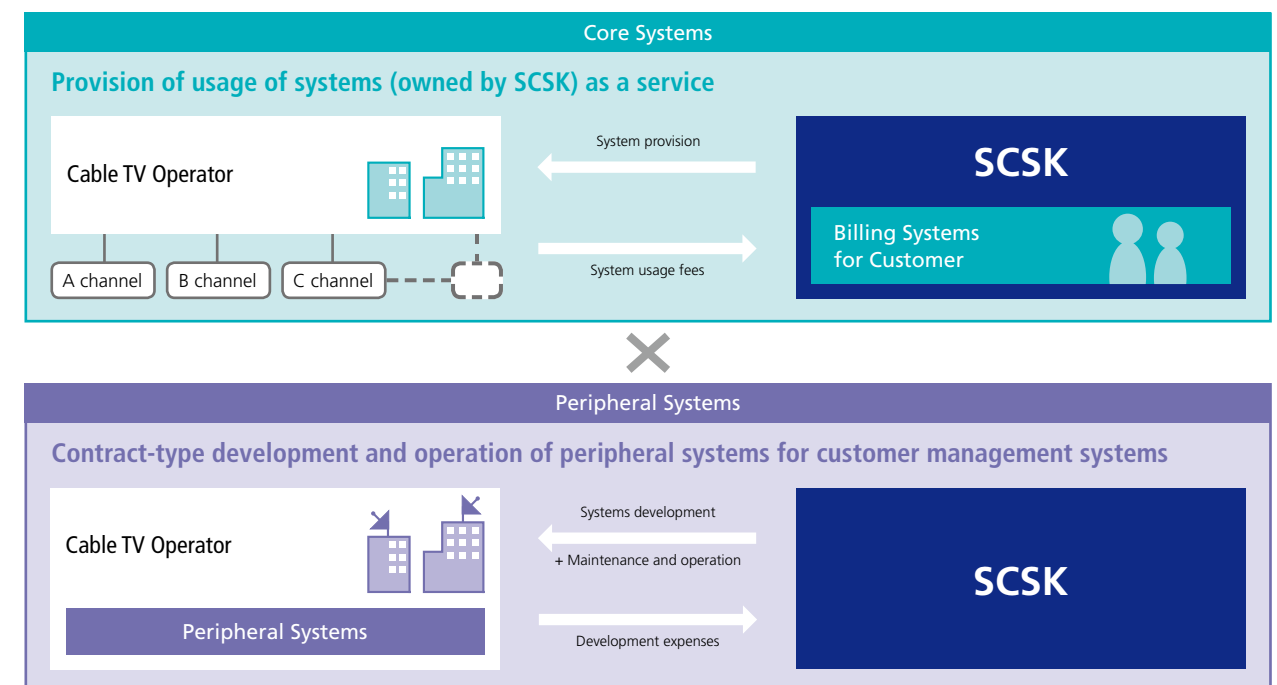 Core Systems
Provision of usage of systems (owned by SCSK) as a service
Cable TV Operator
A channel
B channel
C channel
System provision
System usage fees
SCSK
Billing Systems
for Customer
Peripheral Systems
Contract-type development and operation of peripheral systems for customer management systems
Cable TV Operator
Peripheral Systems
Systems development
+ Maintenance and operation
Development expenses
SCSK